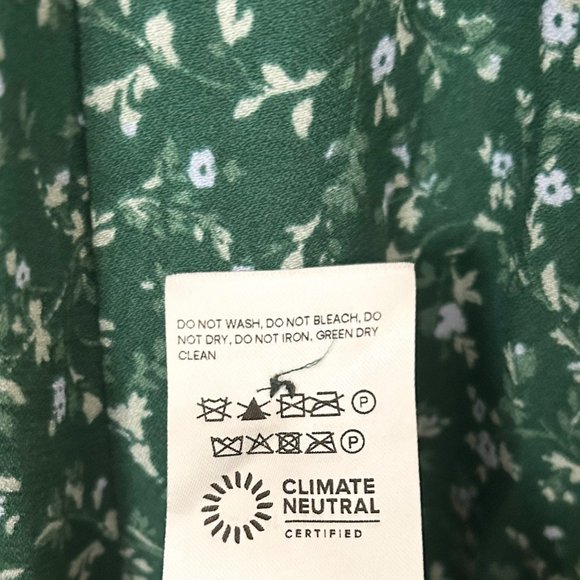 DO NOT WASH, DO NOT BLEACH, DO
NOT DRY, DO NOT IRON, GREEN DRY
CLEAN
P
P
CLIMATE
NEUTRAL
CERTIFIED